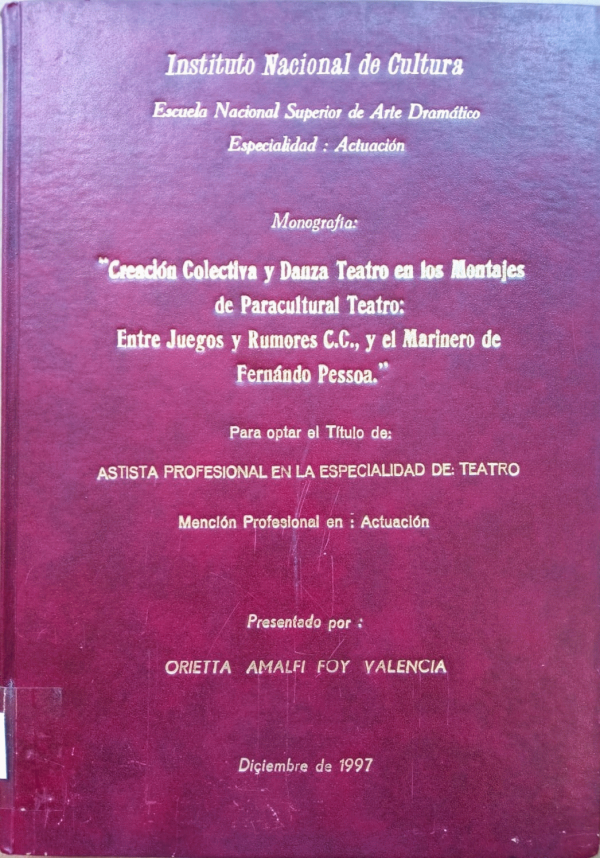 Instituto Nacional de Cultura
Escuela Nacional Superior de Arte Dramático
Especialidad : Actuación
Monografía:
"Creación Colectiva y Danza Teatro en los Montajes
de Paracultural Teatro:
Entre Juegos y Rumores C.C., y el Marinero de
Fernándo Pessoa."
Para optar el Título de:
ASTISTA PROFESIONAL EN LA ESPECIALIDAD DE: TEATRO
Mención Profesional en : Actuación
Presentado por :
ORIETTA AMALFI FOY VALENCIA
Diciembre de 1997